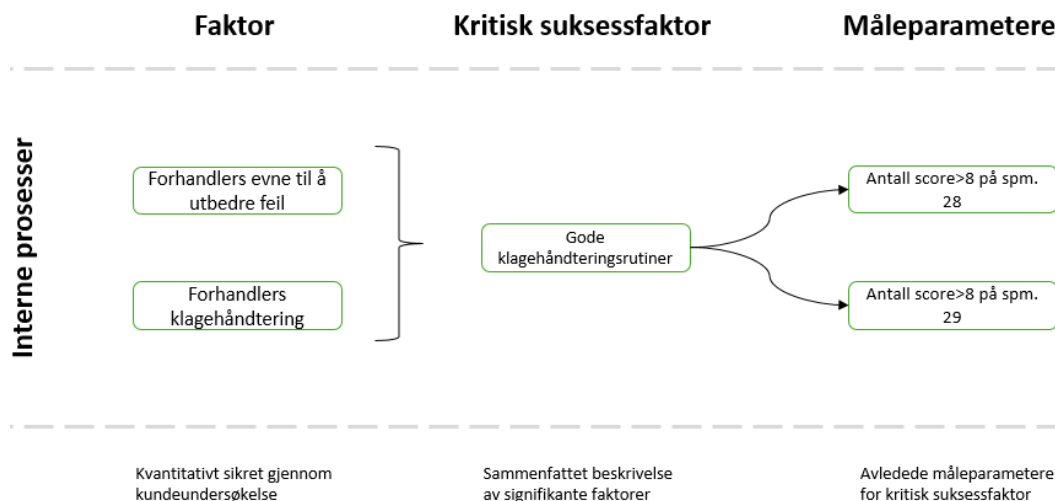 Faktor
Kritisk suksessfaktor
Måleparametere
Interne prosesser
Forhandlers evne til å
utbedre feil
Forhandlers
klagehåndtering
Gode
klagehåndteringsrutiner
Antall score>8 på spm.
28
Antall score>8 på spm.
29
Kvantitativt sikret gjennom
kundeundersøkelse
Sammenfattet beskrivelse
av signifikante faktorer
Avledede måleparametere
for kritisk suksessfaktor